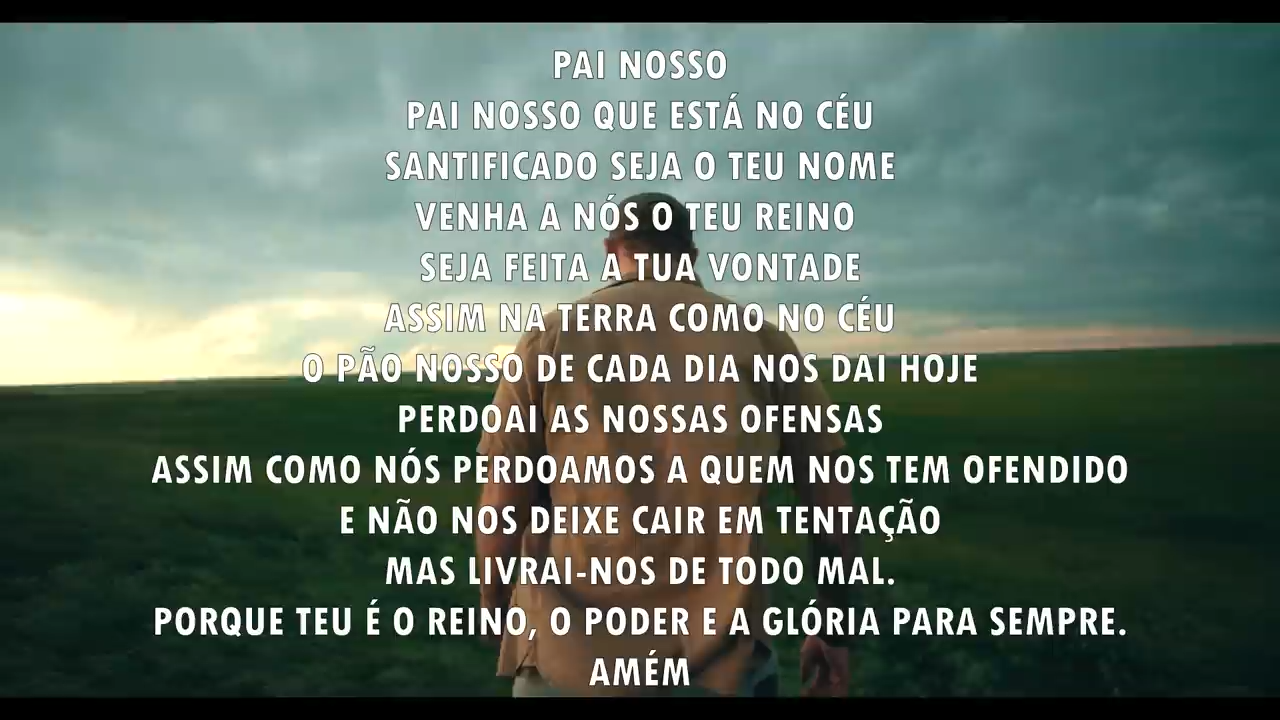 PAI NOSSO
PAI NOSSO QUE ESTÁ NO CÉU
SANTIFICADO SEJA O TEU NOME
VENHA A NÓS O TEU REINO
SEJA FEITA A TUA VONTADE
ASSIM NA TERRA COMO NO CÉU
O PÃO NOSSO DE CADA DIA NOS DAI HOJE
PERDOAI AS NOSSAS OFENSAS
ASSIM COMO NÓS PERDOAMOS A QUEM NOS TEM OFENDIDO
E NÃO NOS DEIXE CAIR EM TENTAÇÃO
MAS LIVRAI-NOS DE TODO MAL.
PORQUE TEU É O REINO, O PODER E A GLÓRIA PARA SEMPRE.
AMÉM